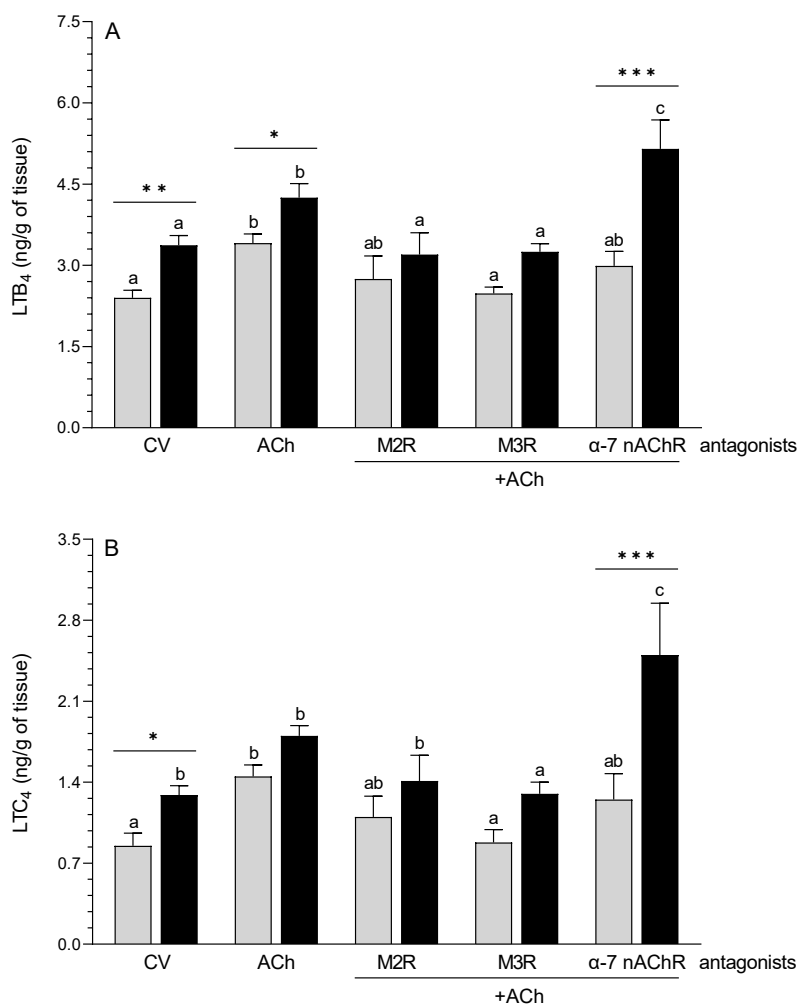 A
LTB₄ (ng/g of tissue)
7.5
6.0
4.5
3.0
1.5
0.0
** * ***
a a b b ab a a a ab c
CV ACh M2R M3R α-7 nAChR antagonists
+ACh
B
LTC₄ (ng/g of tissue)
3.5
2.8
2.1
1.4
0.7
0.0
* ***
a b b b ab b a a ab c
CV ACh M2R M3R α-7 nAChR antagonists
+ACh